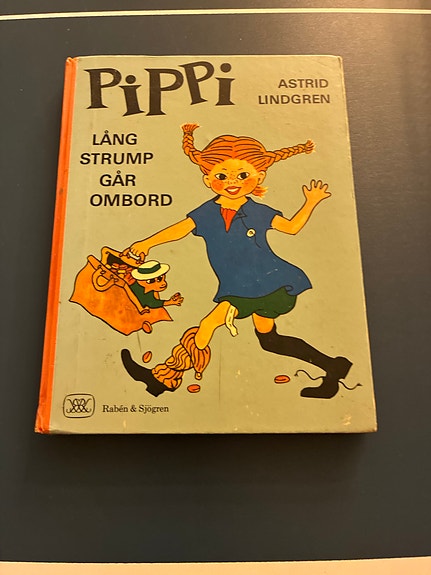 PiPPi
ASTRID
LINDGREN
LÅNG
STRUMP
GÅR
OMBORD
Rabén & Sjögren